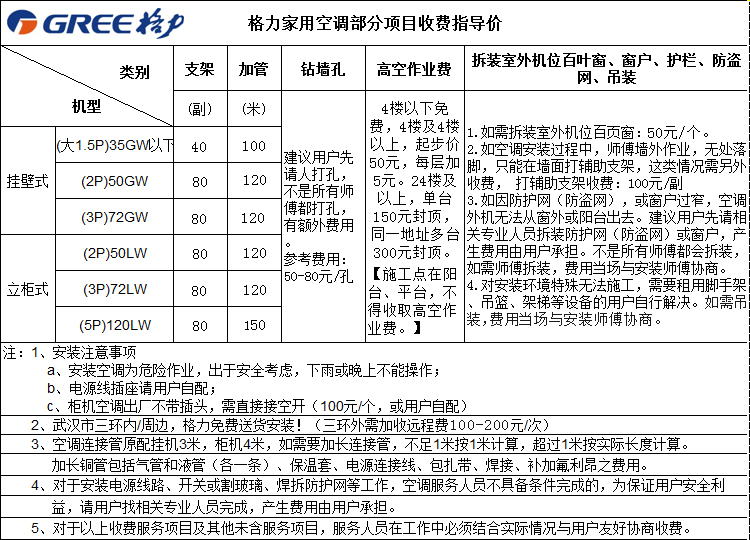 GREE格力
格力家用空调部分项目收费指导价
类别
机型
支架
加管
钻墙孔
高空作业费
拆装室外机位百叶窗、窗户、护栏、防盗
网、吊装
(副)
(米)
挂壁式
(大1.5P)35GW以下
40
100
(2P)50GW
80
120
(3P)72GW
80
120
立柜式
(2P)50LW
80
120
(3P)72LW
80
120
(5P)120LW
80
150
建议用户先
请人打孔，
不是所有师
傅都打孔，
有额外费用
。
参考费用：
50-80元/孔
4楼以下免
费，4楼及4楼
以上，起步价
50元，每层加
5元。24楼及
以上，单台
150元封顶，
同一地址多台
300元封顶。
【施工点在阳
台、平台，不
得收取高空作
业费。】
1.如需拆装室外机位百页窗：50元/个。
2.如空调安装过程中，师傅墙外作业，无处落
脚，只能在墙面打辅助支架，这类情况需另外
收费， 打辅助支架收费：100元/副
3.如因防护网（防盗网），或窗户过窄，空调
外机无法从窗外或阳台出去。建议用户先请相
关专业人员拆装防护网（防盗网）或窗户，产
生费用由用户承担。不是所有师傅都会拆装，
如需师傅拆装，费用当场与安装师傅协商。
4.对安装环境特殊无法施工，需要租用脚手架
、吊篮、架梯等设备的用户自行解决。如需吊
装,费用当场与安装师傅协商。
注：1、安装注意事项
a、安装空调为危险作业，出于安全考虑，下雨或晚上不能操作；
b、电源线插座请用户自配；
c、柜机空调出厂不带插头，需直接接空开（100元/个，或用户自配）
2、武汉市三环内/周边，格力免费送货安装！（三环外需加收远程费100-200元/次）
3、空调连接管原配挂机3米，柜机4米，如需要加长连接管，不足1米按1米计算，超过1米按实际长度计算。
加长铜管包括气管和液管（各一条）、保温套、电源连接线、包扎带、焊接、补加氟利昂之费用。
4、对于安装电源线路、开关或割玻璃、焊拆防护网等工作，空调服务人员不具备条件完成的，为保证用户安全利
益，请用户找相关专业人员完成，产生费用由用户承担。
5、对于以上收费服务项目及其他未含服务项目，服务人员在工作中必须结合实际情况与用户友好协商收费。